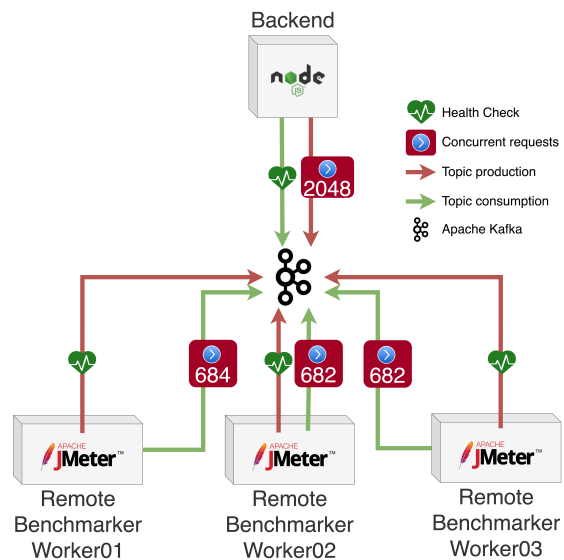 Backend
node
JS
Health Check
Concurrent requests
Topic production
Topic consumption
Apache Kafka
2048
684
682
682
APACHE
JMeter™
APACHE
JMeter™
APACHE
JMeter™
Remote
Benchmarker
Worker01
Remote
Benchmarker
Worker02
Remote
Benchmarker
Worker03